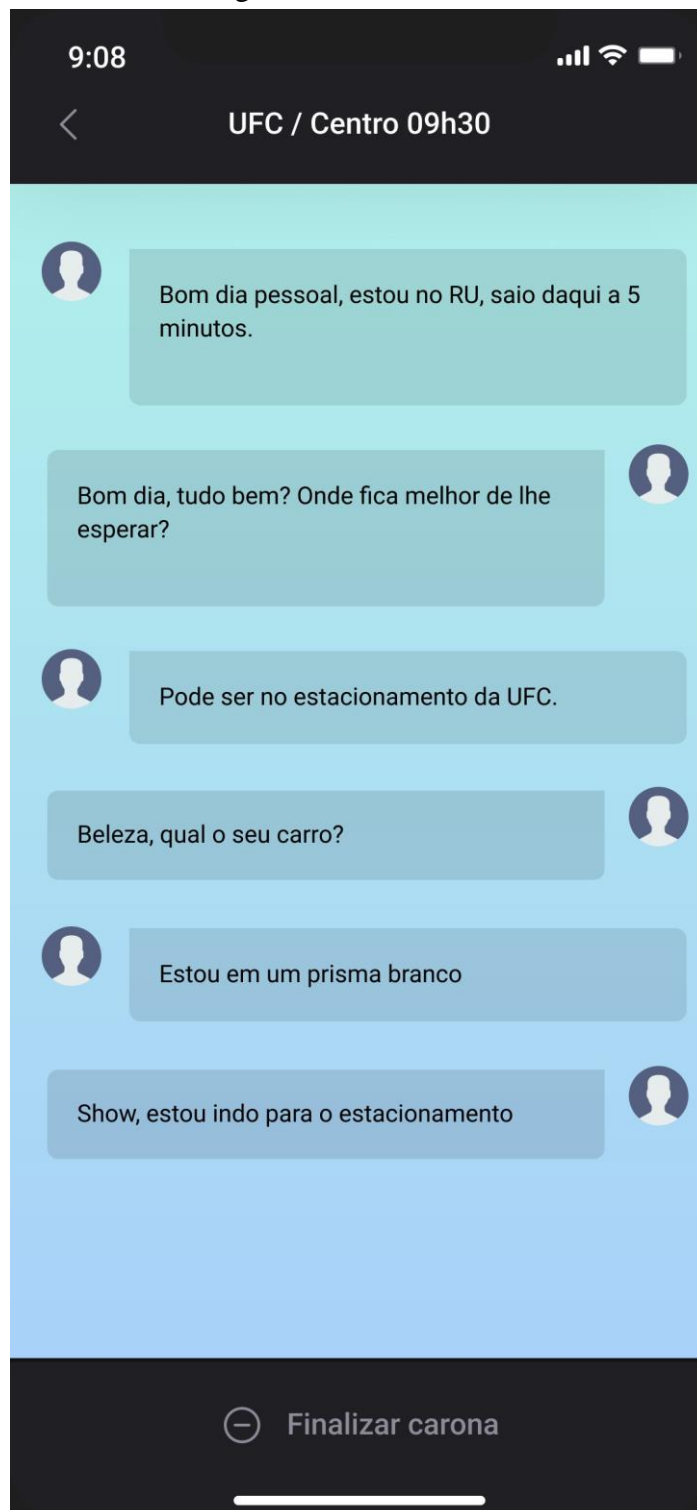 9:08
UFC / Centro 09h30
Bom dia pessoal, estou no RU, saio daqui a 5
minutos.
Bom dia, tudo bem? Onde fica melhor de lhe
esperar?
Pode ser no estacionamento da UFC.
Beleza, qual o seu carro?
Estou em um prisma branco
Show, estou indo para o estacionamento
Finalizar carona